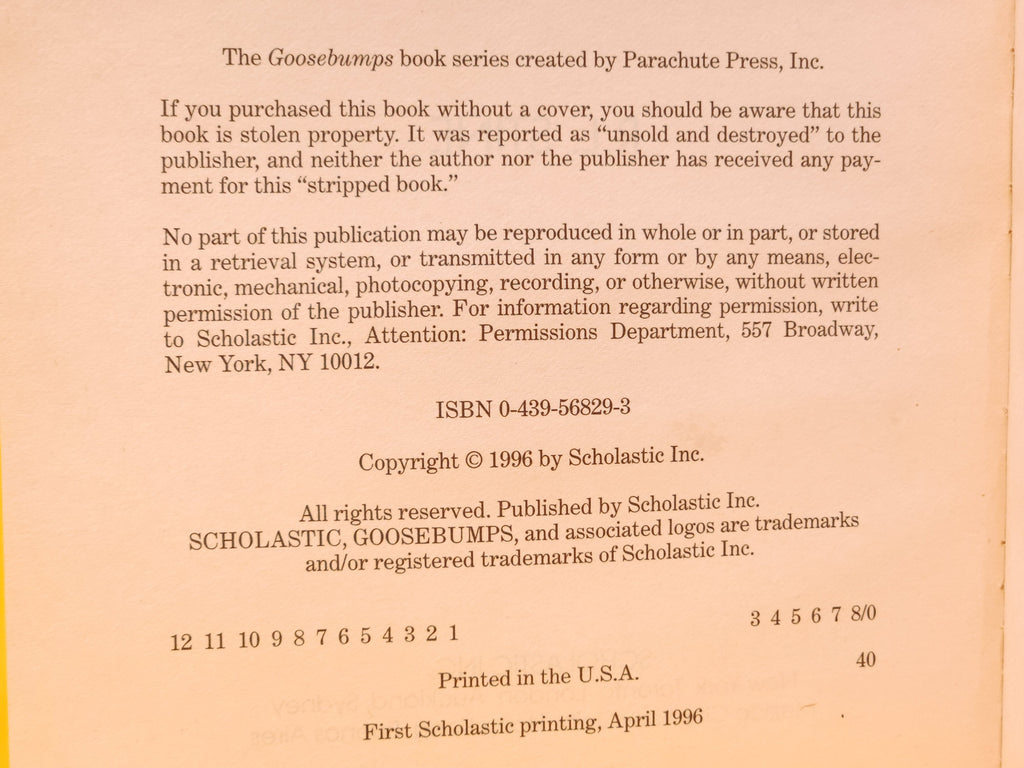 The Goosebumps book series created by Parachute Press, Inc.
If you purchased this book without a cover, you should be aware that this
book is stolen property. It was reported as “unsold and destroyed” to the
publisher, and neither the author nor the publisher has received any pay-
ment for this “stripped book.”
No part of this publication may be reproduced in whole or in part, or stored
in a retrieval system, or transmitted in any form or by any means, elec-
tronic, mechanical, photocopying, recording, or otherwise, without written
permission of the publisher. For information regarding permission, write
to Scholastic Inc., Attention: Permissions Department, 557 Broadway,
New York, NY 10012.
ISBN 0-439-56829-3
Copyright © 1996 by Scholastic Inc.
All rights reserved. Published by Scholastic Inc.
SCHOLASTIC, GOOSEBUMPS, and associated logos are trademarks
and/or registered trademarks of Scholastic Inc.
12 11 10 9 8 7 6 5 4 3 2 1 3 4 5 6 7 8/0
Printed in the U.S.A. 40
First Scholastic printing, April 1996